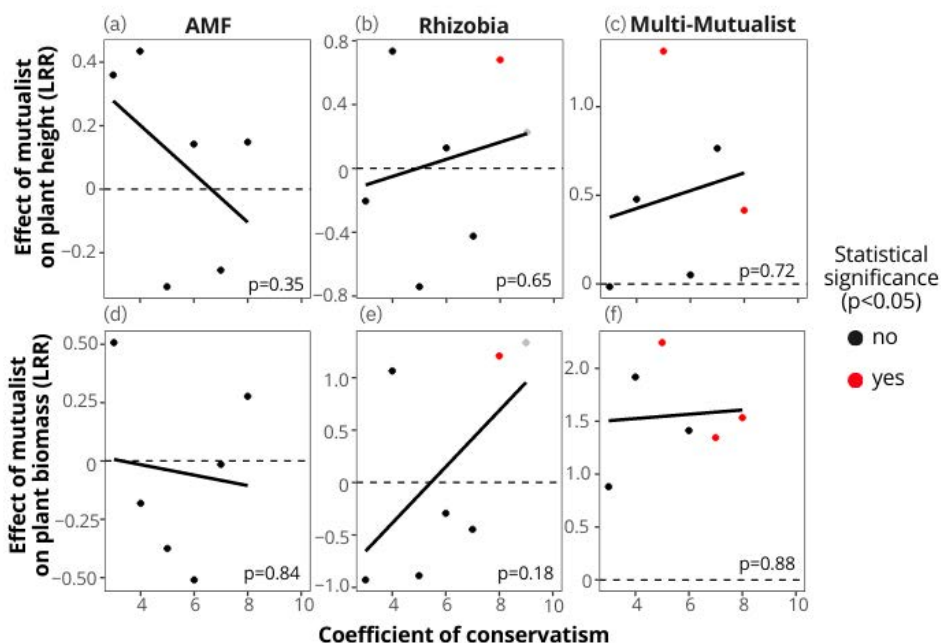 (a) AMF
(b) Rhizobia
(c) Multi-Mutualist
Effect of mutualist
on plant height (LRR)
0.4
0.2
0
−0.2
p=0.35
0.8
0.4
0
−0.4
−0.8
p=0.65
1.0
0.5
0
p=0.72
Statistical
significance
(p<0.05)
no
yes
(d)
(e)
(f)
Effect of mutualist
on plant biomass (LRR)
0.50
0.25
0
−0.25
−0.50
p=0.84
4 6 8 10
1.0
0.5
0
−0.5
−1.0
p=0.18
4 6 8 10
2.0
1.5
1.0
0.5
0
p=0.88
4 6 8 10
Coefficient of conservatism